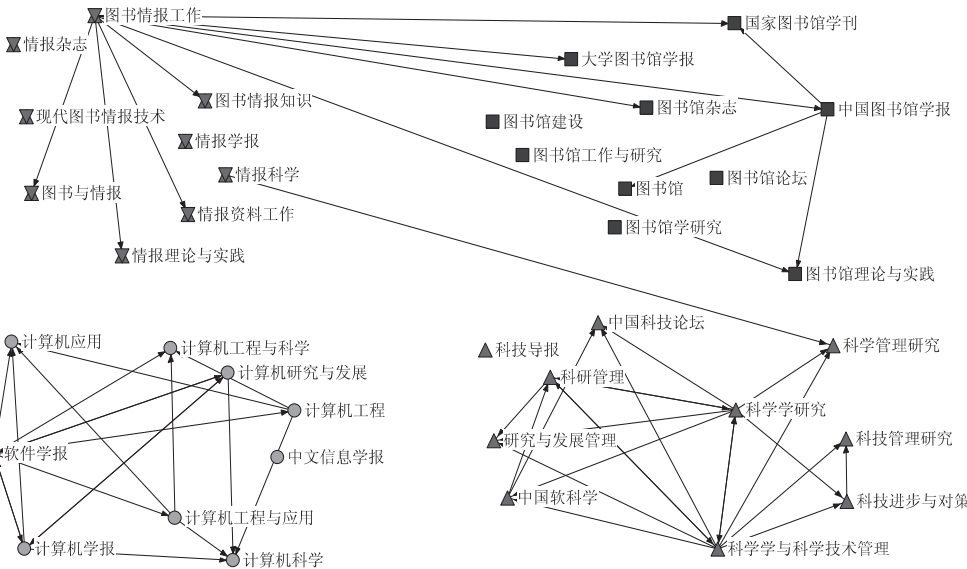 图书情报工作
国家图书馆学刊
情报杂志
大学图书馆学报
图书情报知识
图书馆杂志
中国图书馆学报
现代图书情报技术
图书馆建设
情报学报
图书馆工作与研究
情报科学
图书馆论坛
图书与情报
图书馆
情报资料工作
图书馆学研究
情报理论与实践
图书馆理论与实践
中国科技论坛
计算机应用
计算机工程与科学
科技导报
科学管理研究
计算机研究与发展
科研管理
计算机工程
科学学研究
研究与发展管理
科技管理研究
软件学报
中文信息学报
中国软科学
科技进步与对策
计算机工程与应用
计算机学报
科学学与科学技术管理
计算机科学